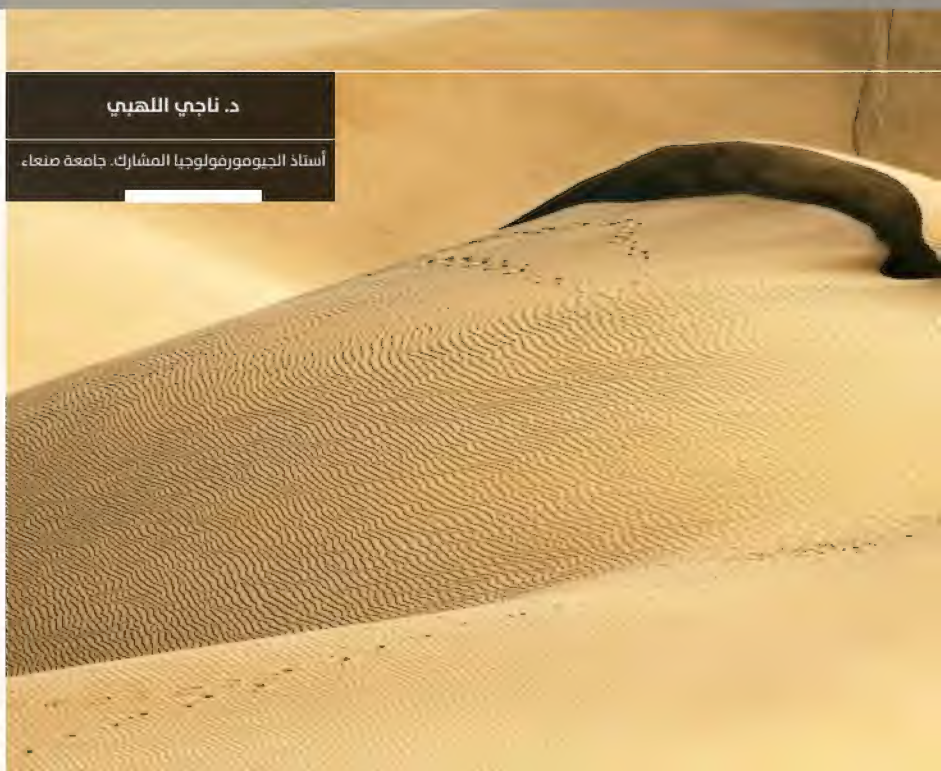 د. ناجي اللهبي
أستاذ الجيومورفولوجيا المشارك. جامعة صنعاء.